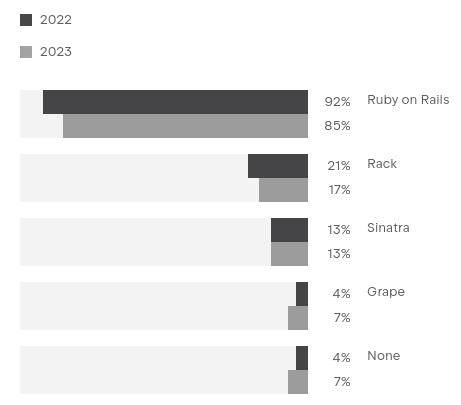 2022
2023
92% Ruby on Rails
85%
21% Rack
17%
13% Sinatra
13%
4% Grape
7%
4% None
7%